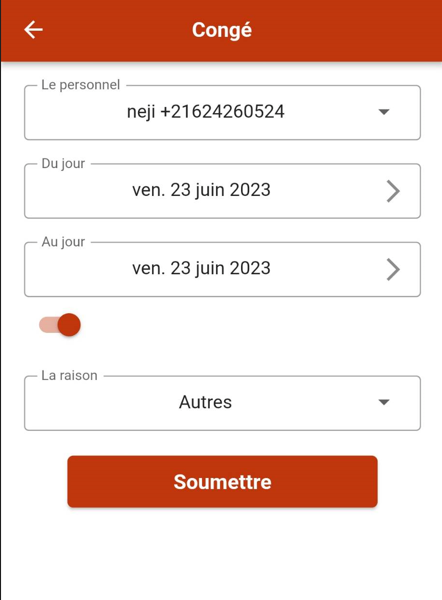 Congé
Le personnel
neji +21624260524
Du jour
ven. 23 juin 2023
Au jour
ven. 23 juin 2023
La raison
Autres
Soumettre